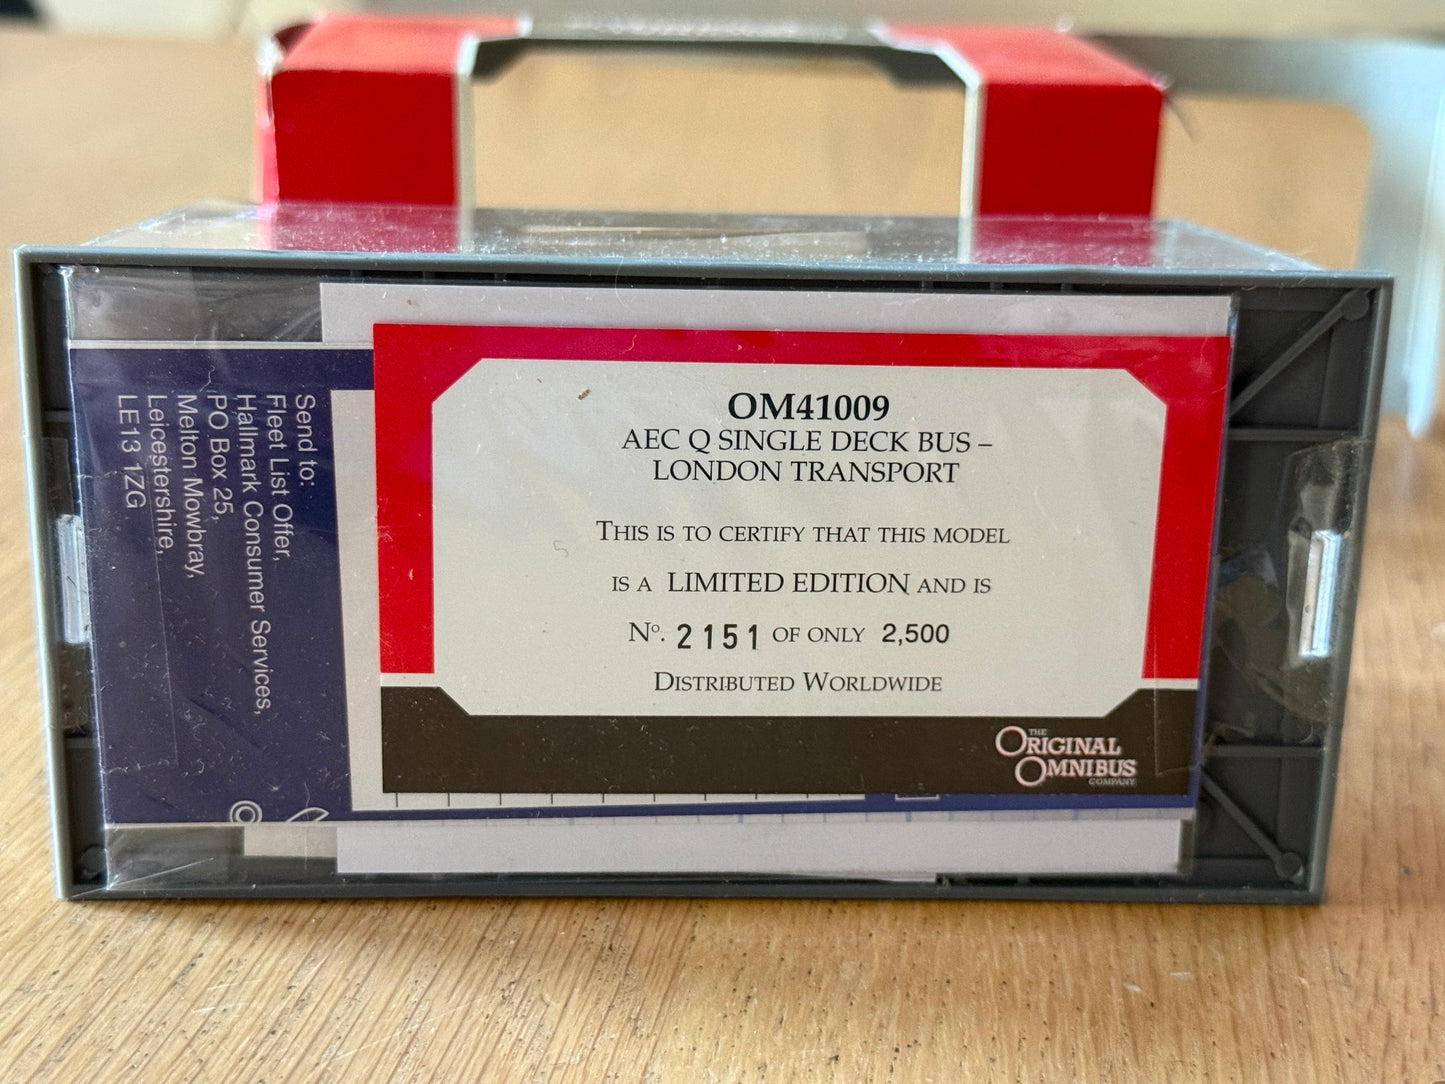 OM41009
AEC Q SINGLE DECK BUS –
LONDON TRANSPORT
THIS IS TO CERTIFY THAT THIS MODEL
IS A LIMITED EDITION AND IS
No. 2151 OF ONLY 2,500
DISTRIBUTED WORLDWIDE
THE
ORIGINAL
OMNIBUS
COMPANY
Send to:
Fleet List Offer,
Hallmark Consumer Services,
PO Box 25,
Melton Mowbray,
Leicestershire,
LE13 1ZG
©